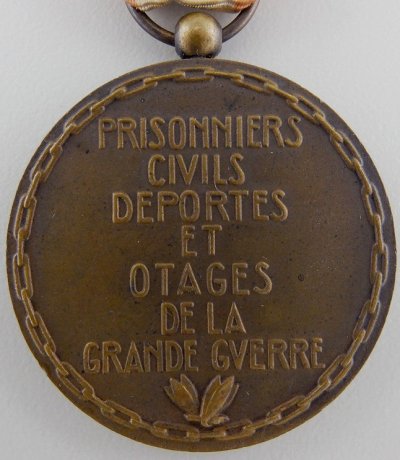 PRISONNIERS
CIVILS
DEPORTES
ET
OTAGES
DE LA
GRANDE GVERRE